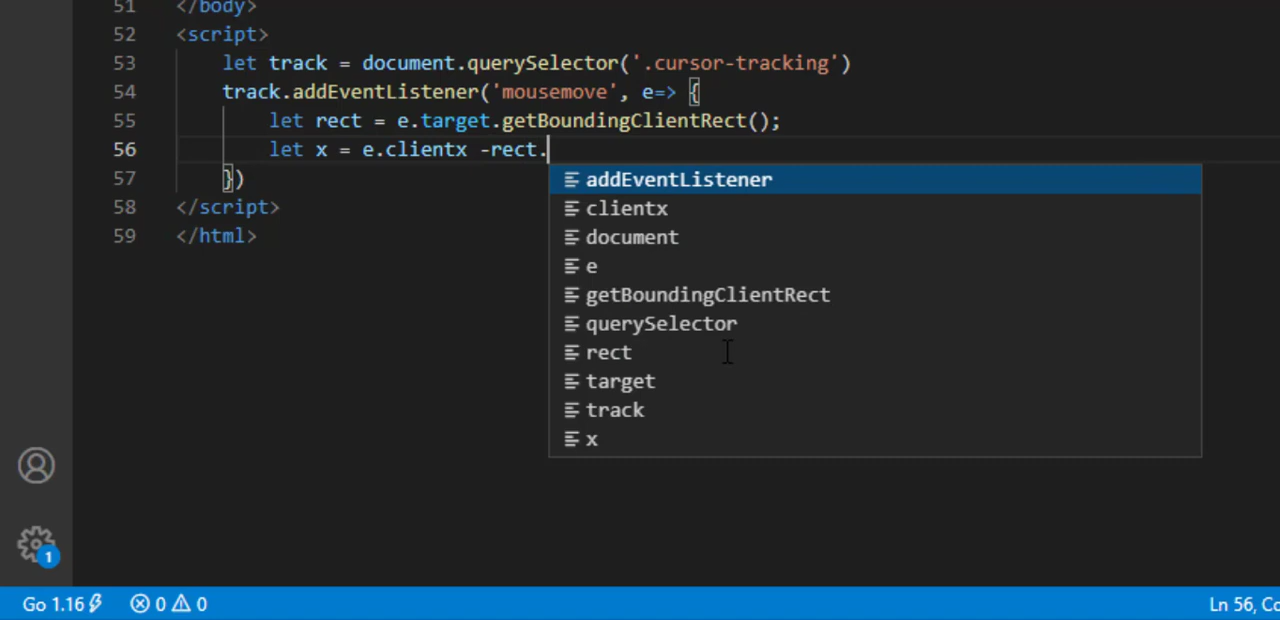 51 </body>
52 <script>
53 let track = document.querySelector('.cursor-tracking')
54 track.addEventListener('mousemove', e=> {
55 let rect = e.target.getBoundingClientRect();
56 let x = e.clientx -rect.
57 })
58 </script>
59 </html>
addEventListener
clientx
document
e
getBoundingClientRect
querySelector
rect
target
track
x
1
Go 1.16 0 0 Ln 56, Co